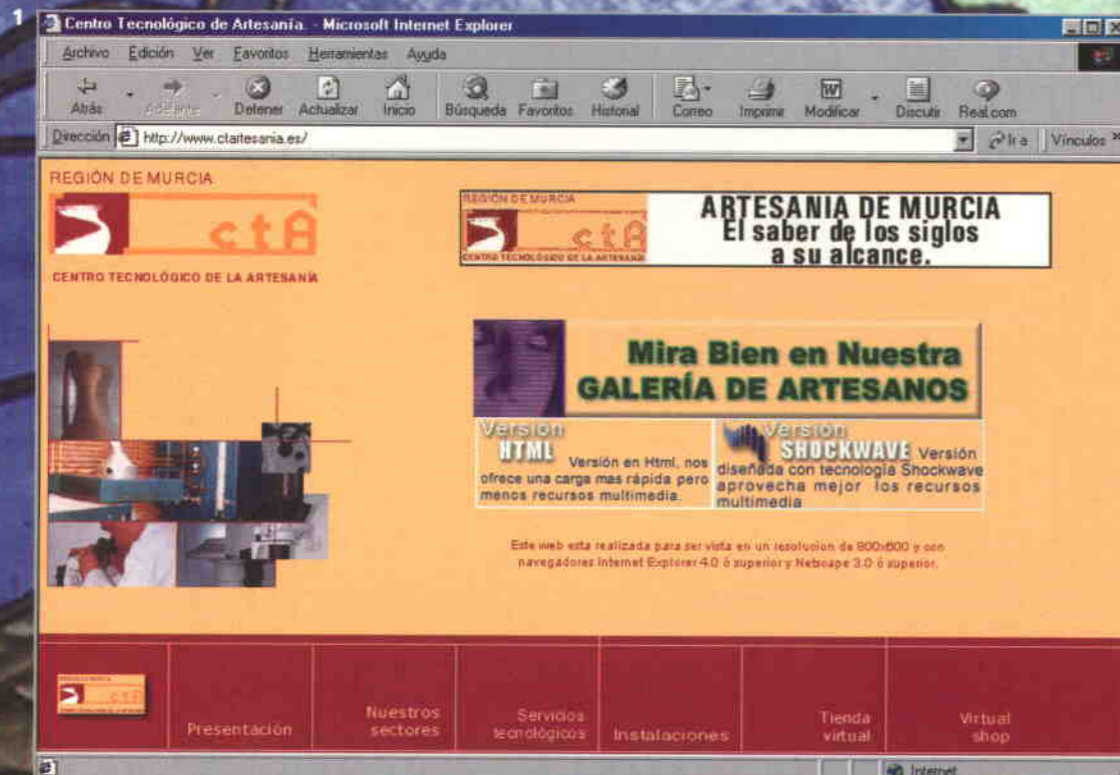 1
Centro Tecnológico de Artesanía. - Microsoft Internet Explorer
Archivo Edición Ver Favoritos Herramientas Ayuda
Atrás Adelante Detener Actualizar Inicio Búsqueda Favoritos Historial Correo Imprimir Modificar Discutir Real.com
Dirección http://www.ctartesania.es/ Ir a Vínculos »
REGIÓN DE MURCIA
ctA
CENTRO TECNOLÓGICO DE LA ARTESANÍA
REGIÓN DE MURCIA
ctA
CENTRO TECNOLÓGICO DE LA ARTESANÍA
ARTESANIA DE MURCIA
El saber de los siglos
a su alcance.
Mira Bien en Nuestra
GALERÍA DE ARTESANOS
Versión
HTML Versión en Html, nos
ofrece una carga mas rápida pero
menos recursos multimedia.
Versión
SHOCKWAVE Versión
diseñada con tecnología Shockwave
aprovecha mejor los recursos
multimedia
Este web esta realizada para ser vista en un resolucion de 800x600 y con
navegadores Internet Explorer 4.0 ó superior y Netscape 3.0 ó superior.
REGIÓN DE MURCIA
ctA
Presentación
Nuestros
sectores
Servicios
tecnológicos
Instalaciones
Tienda
virtual
Virtual
shop
Internet